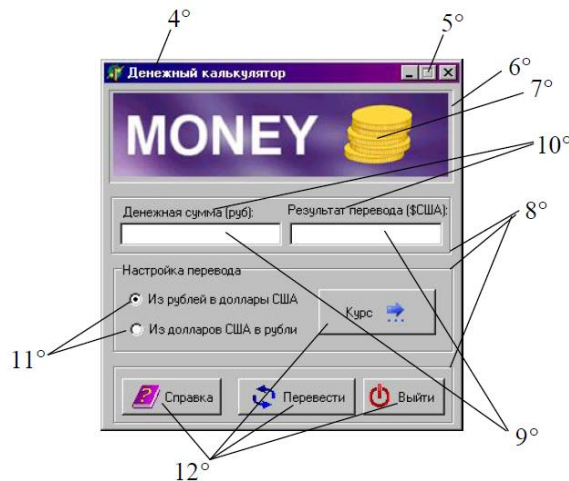 4°
5°
Денежный калькулятор
6°
7°
MONEY
10°
Денежная сумма (руб): Результат перевода ($США):
8°
Настройка перевода
Из рублей в доллары США
Курс
Из долларов США в рубли
11°
Справка Перевести Выйти
9°
12°